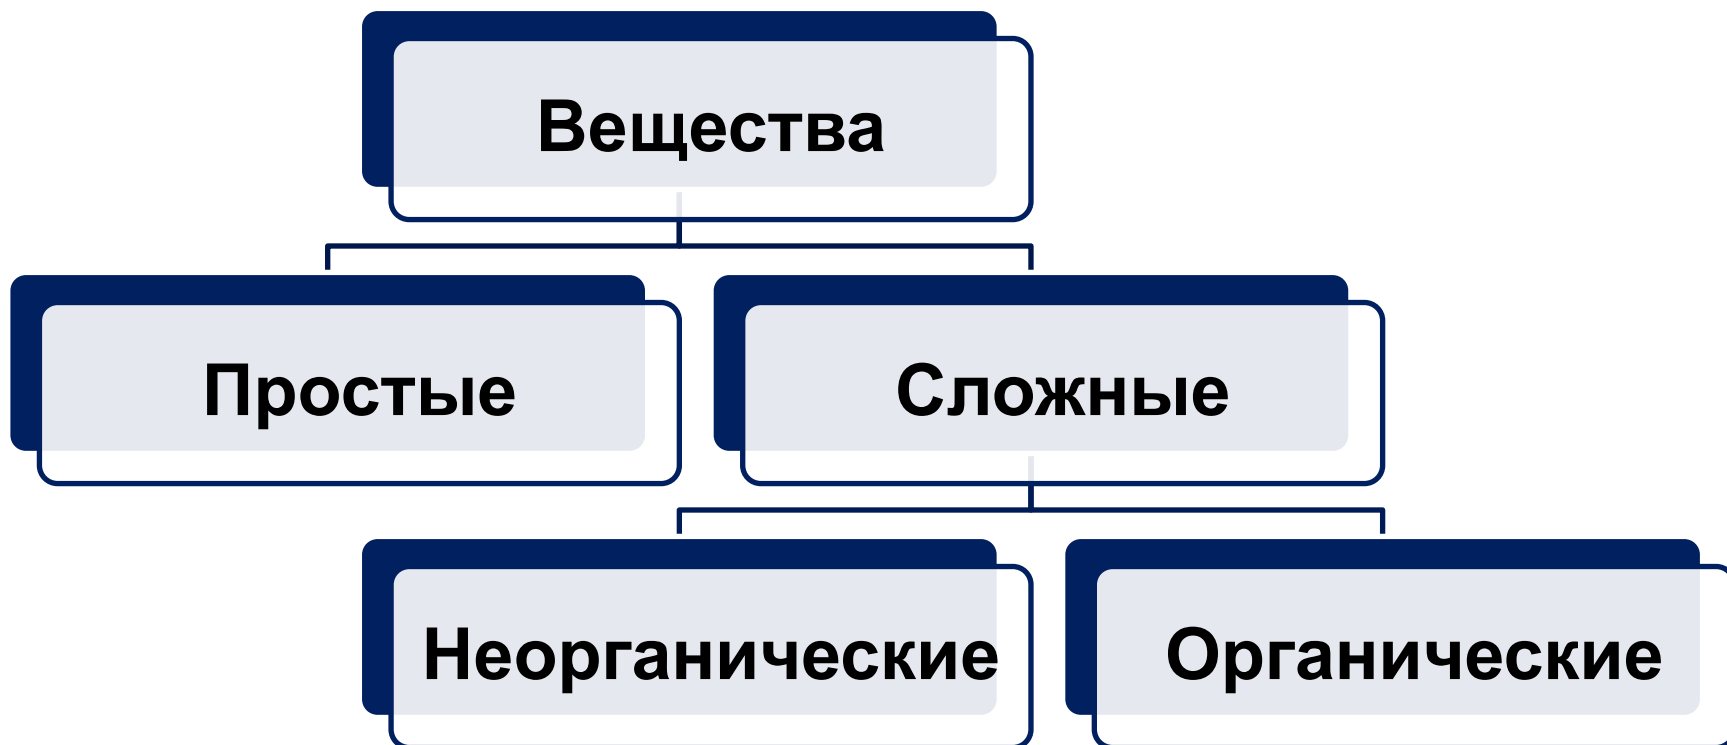 Вещества
Простые
Сложные
Неорганические
Органические